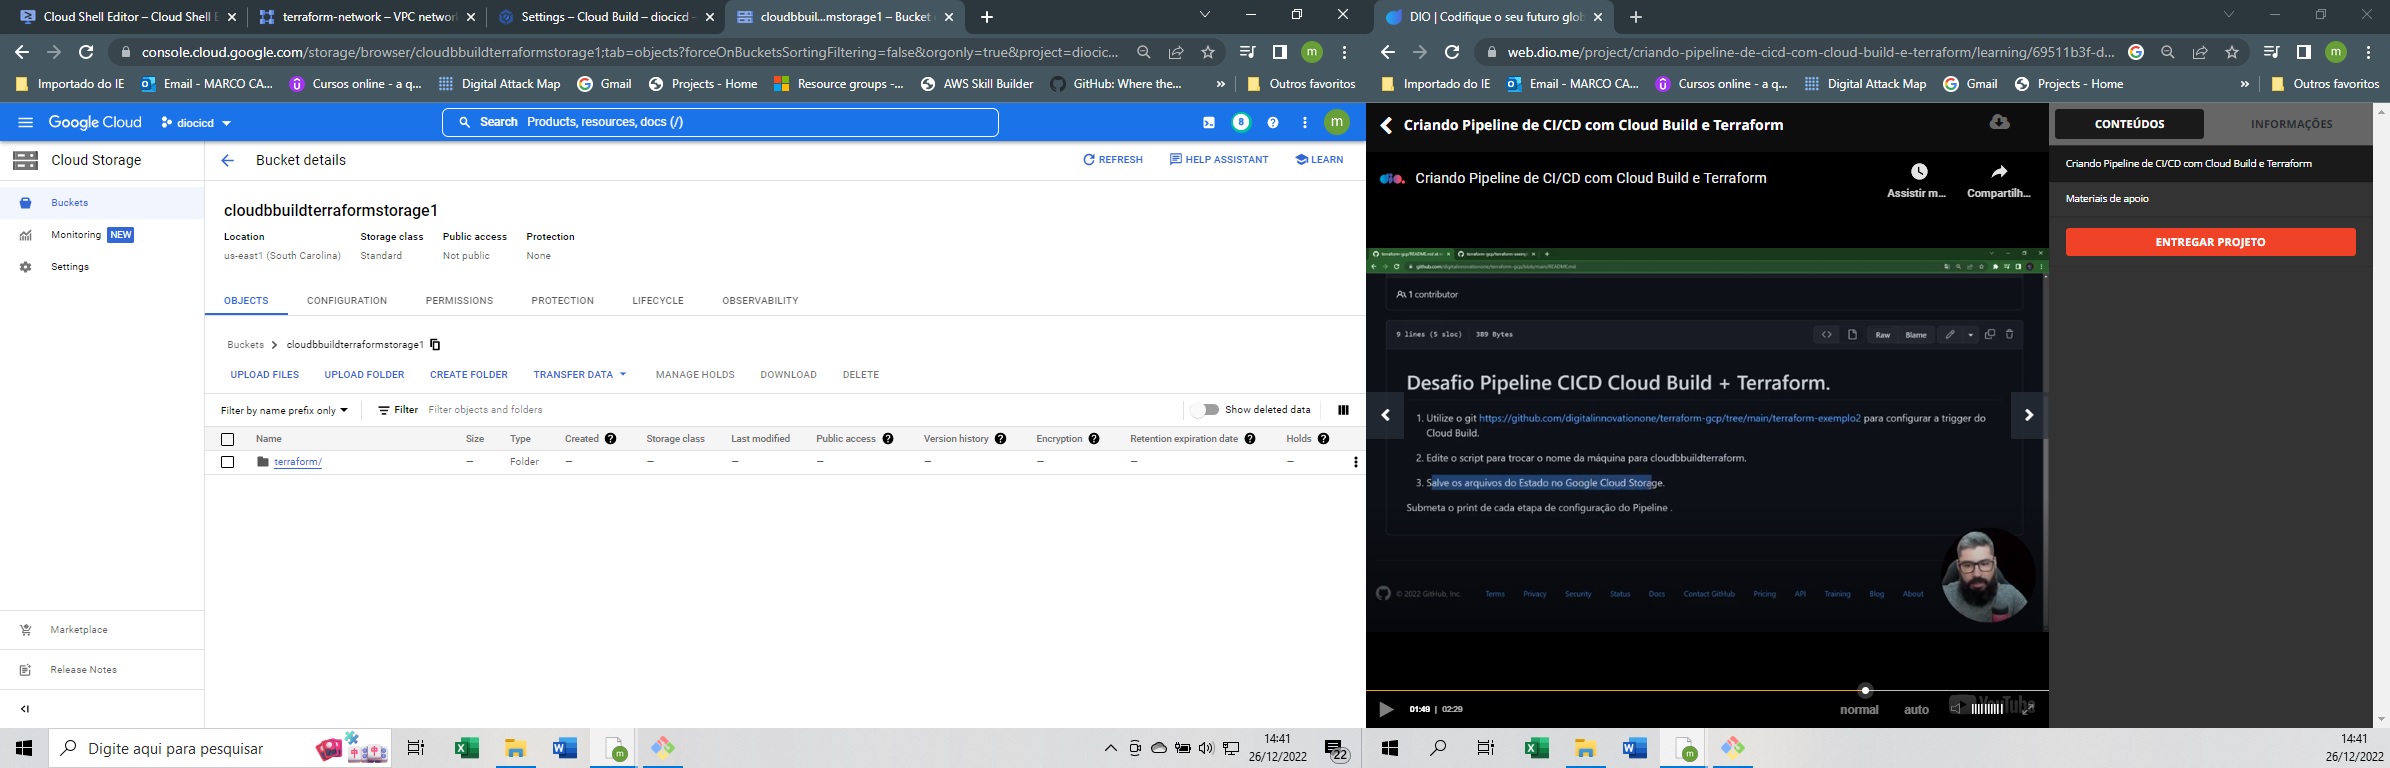 Cloud Shell Editor – Cloud Shell E
terraform-network – VPC network
Settings – Cloud Build – diocicd –
cloudbbuil...mstorage1 – Bucket
console.cloud.google.com/storage/browser/cloudbbuildterraformstorage1;tab=objects?forceOnBucketsSortingFiltering=false&orgonly=true&project=diocic...
m
Importado do IE
Email - MARCO CA...
Cursos online - a q...
Digital Attack Map
Gmail
Projects - Home
Resource groups -...
AWS Skill Builder
GitHub: Where the...
»
Outros favoritos
Google Cloud
diocicd
Search Products, resources, docs (/)
8
m
Cloud Storage
Bucket details
REFRESH
HELP ASSISTANT
LEARN
Buckets
Monitoring NEW
Settings
cloudbbuildterraformstorage1
Location Storage class Public access Protection
us-east1 (South Carolina) Standard Not public None
OBJECTS CONFIGURATION PERMISSIONS PROTECTION LIFECYCLE OBSERVABILITY
Buckets > cloudbbuildterraformstorage1
UPLOAD FILES UPLOAD FOLDER CREATE FOLDER TRANSFER DATA MANAGE HOLDS DOWNLOAD DELETE
Filter by name prefix only Filter Filter objects and folders Show deleted data
Name Size Type Created Storage class Last modified Public access Version history Encryption Retention expiration date Holds
terraform/ — Folder — — — — — — — —
Marketplace
Release Notes
Digite aqui para pesquisar
14:41
26/12/2022
22
DIO | Codifique o seu futuro glob
web.dio.me/project/criando-pipeline-de-cicd-com-cloud-build-e-terraform/learning/69511b3f-d...
m
Importado do IE
Email - MARCO CA...
Cursos online - a q...
Digital Attack Map
Gmail
Projects - Home
»
Outros favoritos
Criando Pipeline de CI/CD com Cloud Build e Terraform
CONTEÚDOS
INFORMAÇÕES
Criando Pipeline de CI/CD com Cloud Build e Terraform
Materiais de apoio
ENTREGAR PROJETO
dio.
Criando Pipeline de CI/CD com Cloud Build e Terraform
Assistir m...
Compartilh...
1 contributor
9 lines (5 sloc) 389 Bytes
Raw Blame
Desafio Pipeline CICD Cloud Build + Terraform.
1. Utilize o git https://github.com/digitalinnovationone/terraform-gcp/tree/main/terraform-exemplo2 para configurar a trigger do
Cloud Build.
2. Edite o script para trocar o nome da máquina para cloudbbuildterraform.
3. Salve os arquivos do Estado no Google Cloud Storage.
Submeta o print de cada etapa de configuração do Pipeline .
© 2022 GitHub, Inc. Terms Privacy Security Status Docs Contact GitHub Pricing API Training Blog About
01:49 | 02:29
normal
auto
YouTube
14:41
26/12/2022